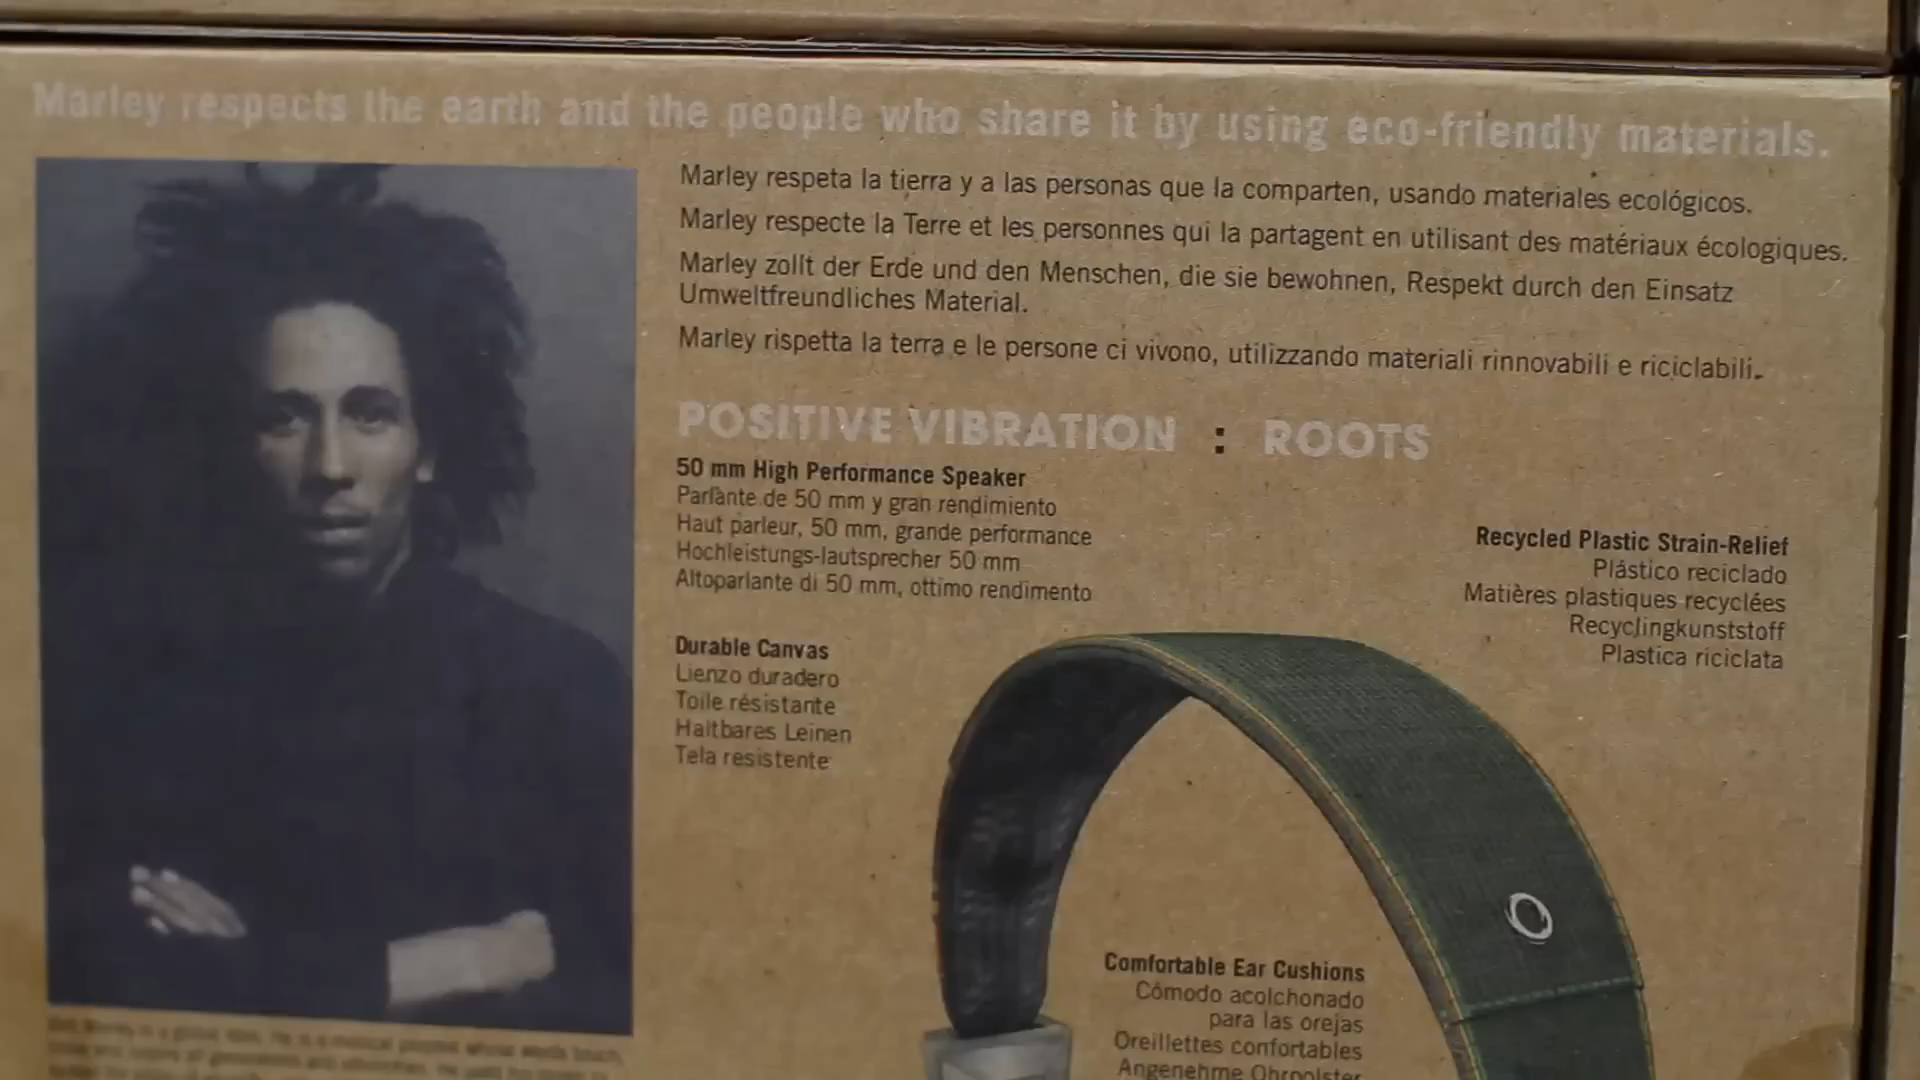 Marley respects the earth and the people who share it by using eco-friendly materials.
Marley respeta la tierra y a las personas que la comparten, usando materiales ecológicos.
Marley respecte la Terre et les personnes qui la partagent en utilisant des matériaux écologiques.
Marley zollt der Erde und den Menschen, die sie bewohnen, Respekt durch den Einsatz
Umweltfreundliches Material.
Marley rispetta la terra e le persone ci vivono, utilizzando materiali rinnovabili e riciclabili.
POSITIVE VIBRATION : ROOTS
50 mm High Performance Speaker
Parlante de 50 mm y gran rendimiento
Haut parleur, 50 mm, grande performance
Hochleistungs-lautsprecher 50 mm
Altoparlante di 50 mm, ottimo rendimento
Recycled Plastic Strain-Relief
Plástico reciclado
Matières plastiques recyclées
Recyclingkunststoff
Plastica riciclata
Durable Canvas
Lienzo duradero
Toile résistante
Haltbares Leinen
Tela resistente
Comfortable Ear Cushions
Cómodo acolchonado
para las orejas
Oreillettes confortables
Angenehme Ohrpolster